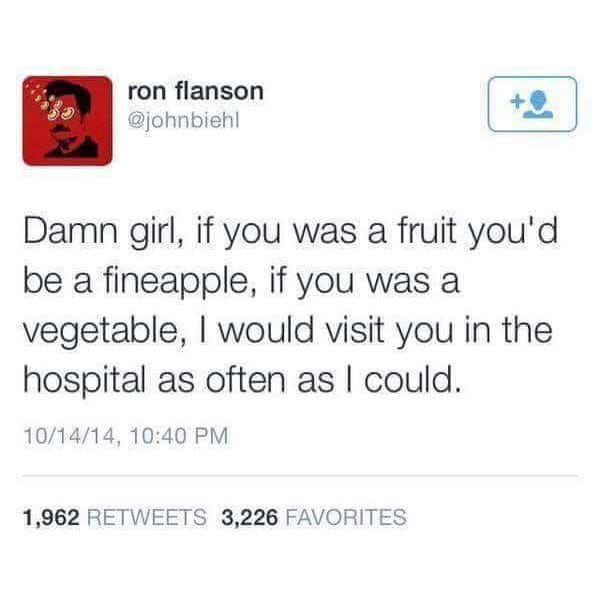 ron flanson
@johnbiehl
Damn girl, if you was a fruit you'd
be a fineapple, if you was a
vegetable, I would visit you in the
hospital as often as I could.
10/14/14, 10:40 PM
1,962 RETWEETS 3,226 FAVORITES